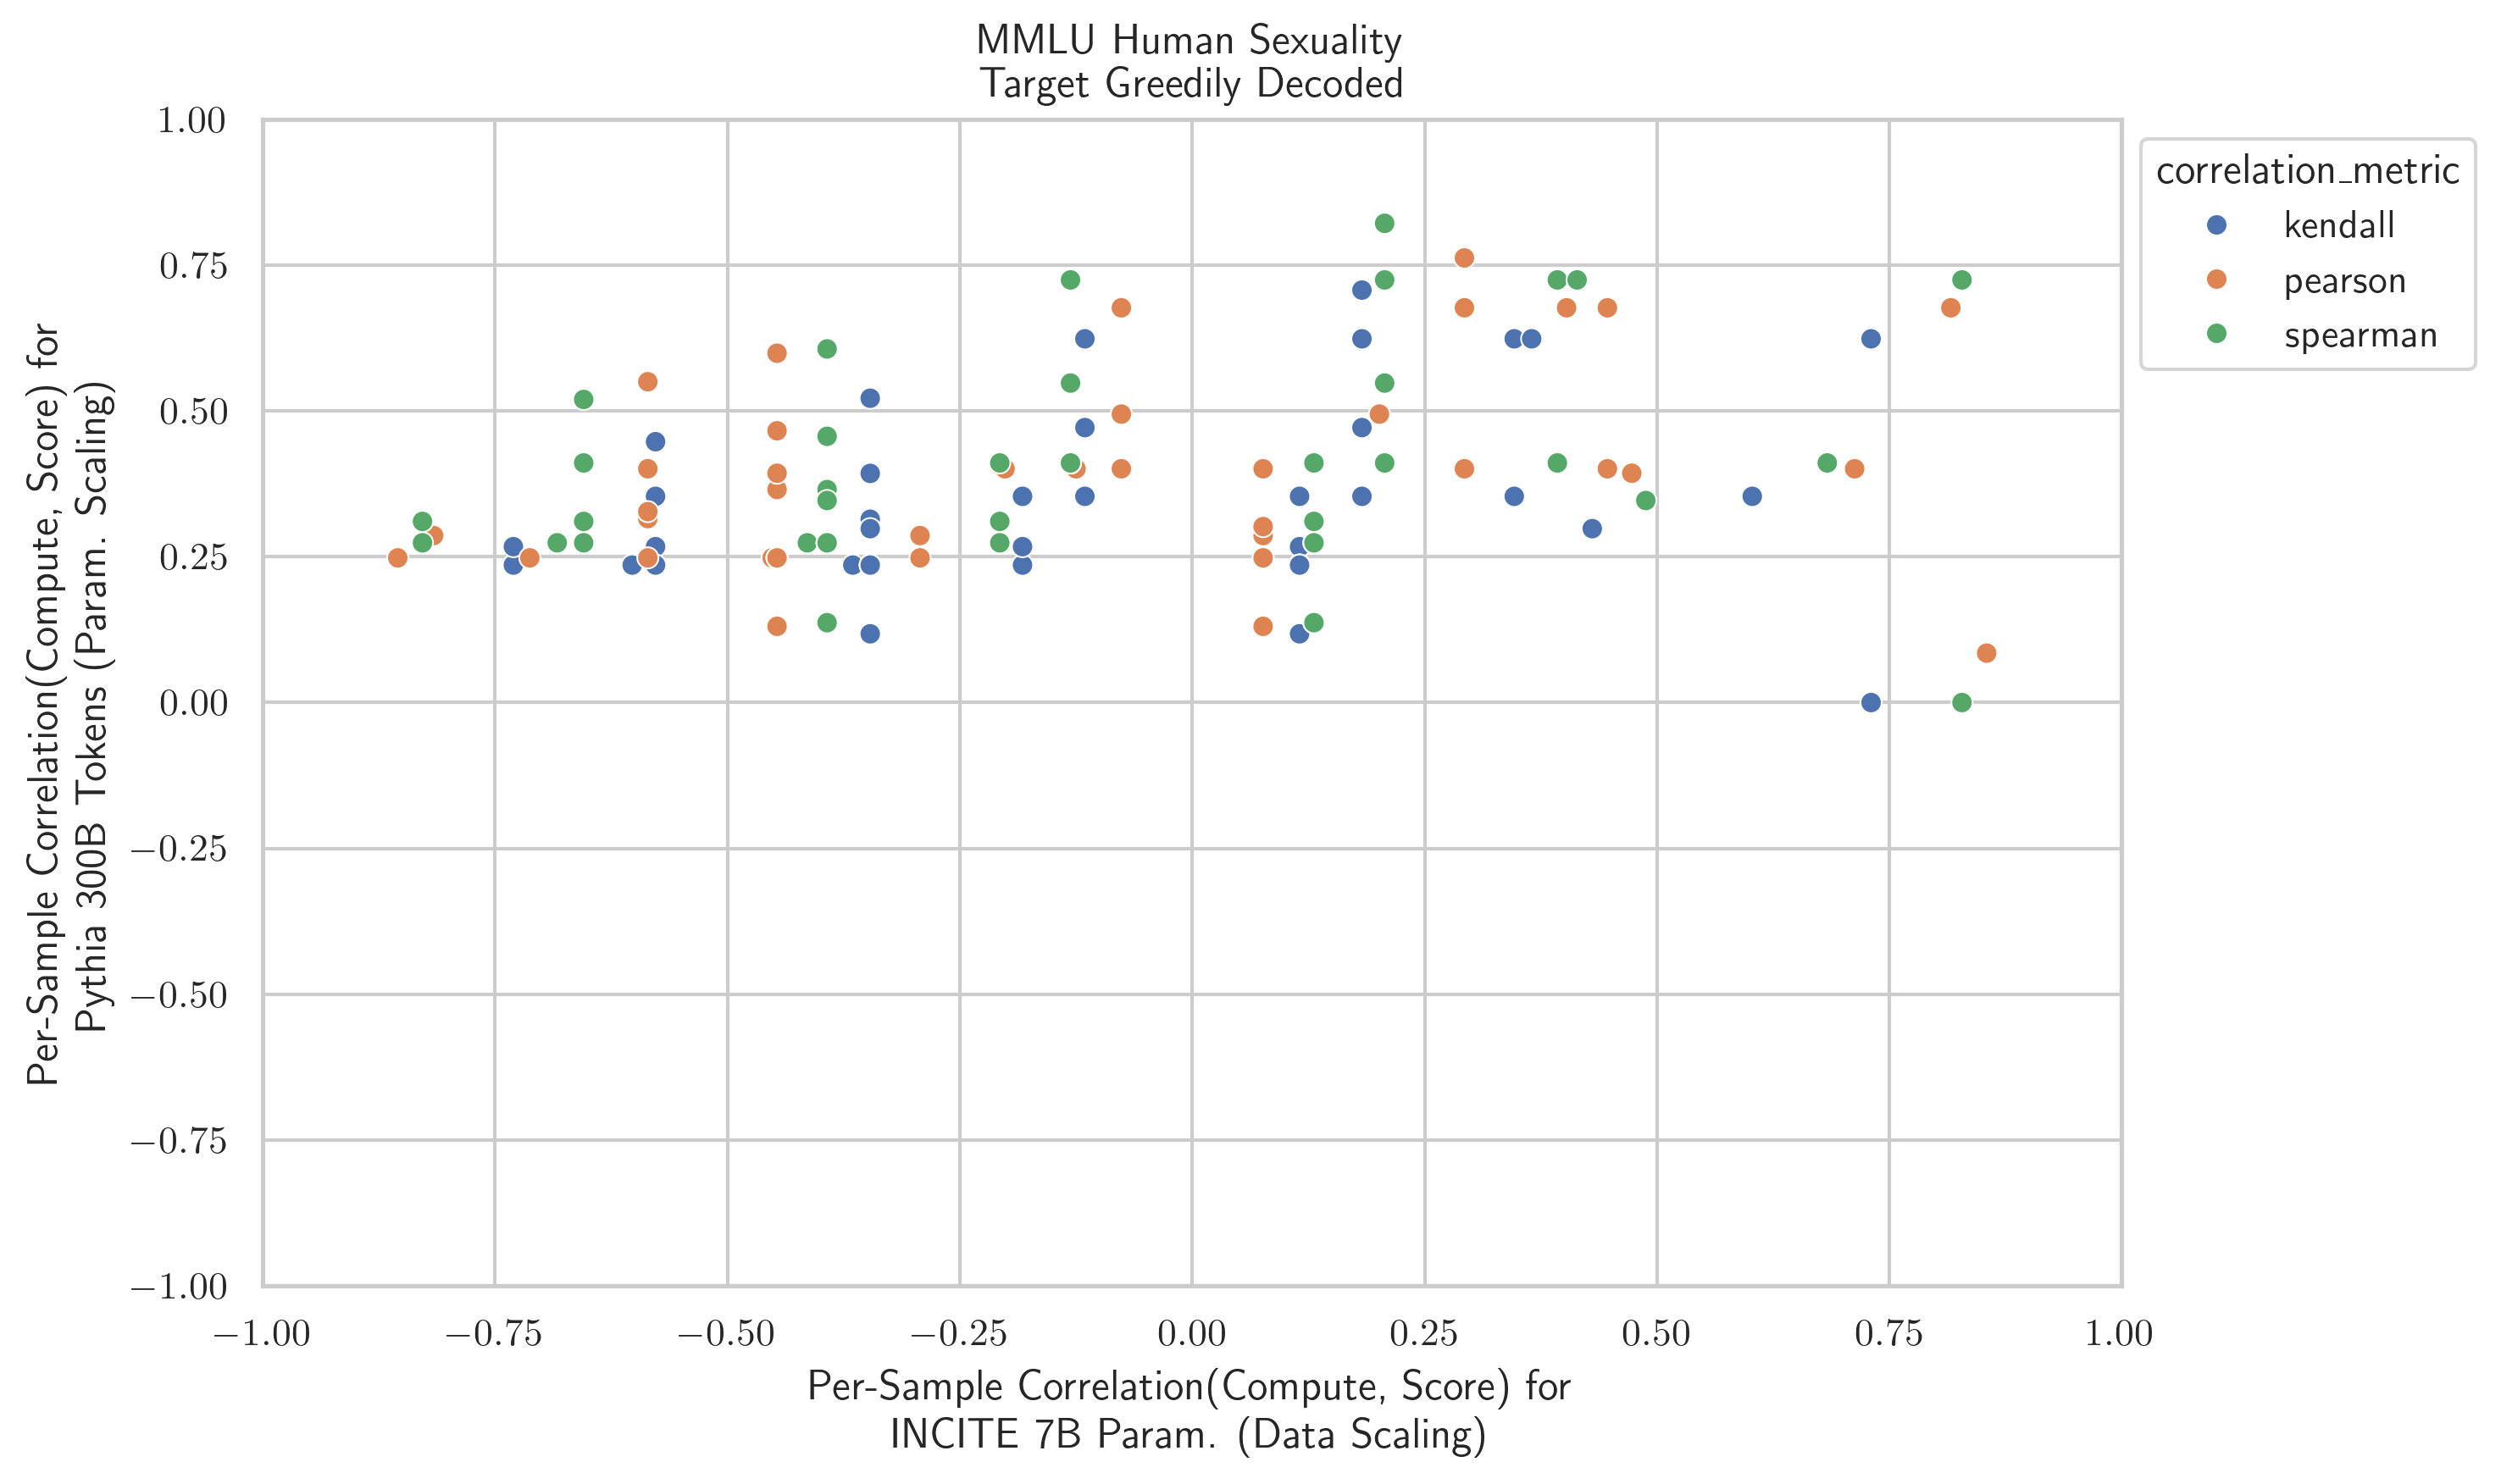 MMLU Human Sexuality
Target Greedily Decoded
Per-Sample Correlation(Compute, Score) for
Pythia 300B Tokens (Param. Scaling)
1.00
0.75
0.50
0.25
0.00
−0.25
−0.50
−0.75
−1.00
−1.00
−0.75
−0.50
−0.25
0.00
0.25
0.50
0.75
1.00
Per-Sample Correlation(Compute, Score) for
INCITE 7B Param. (Data Scaling)
correlation_metric
kendall
pearson
spearman